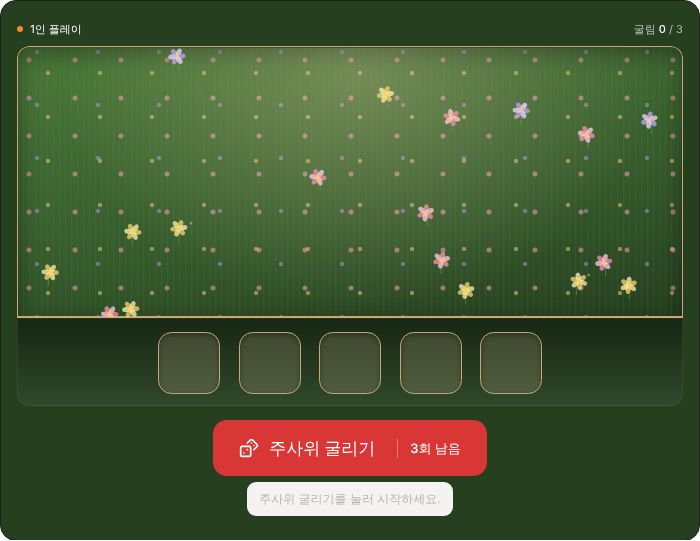 1인 플레이
굴림 0 / 3
주사위 굴리기
3회 남음
주사위 굴리기를 눌러 시작하세요.